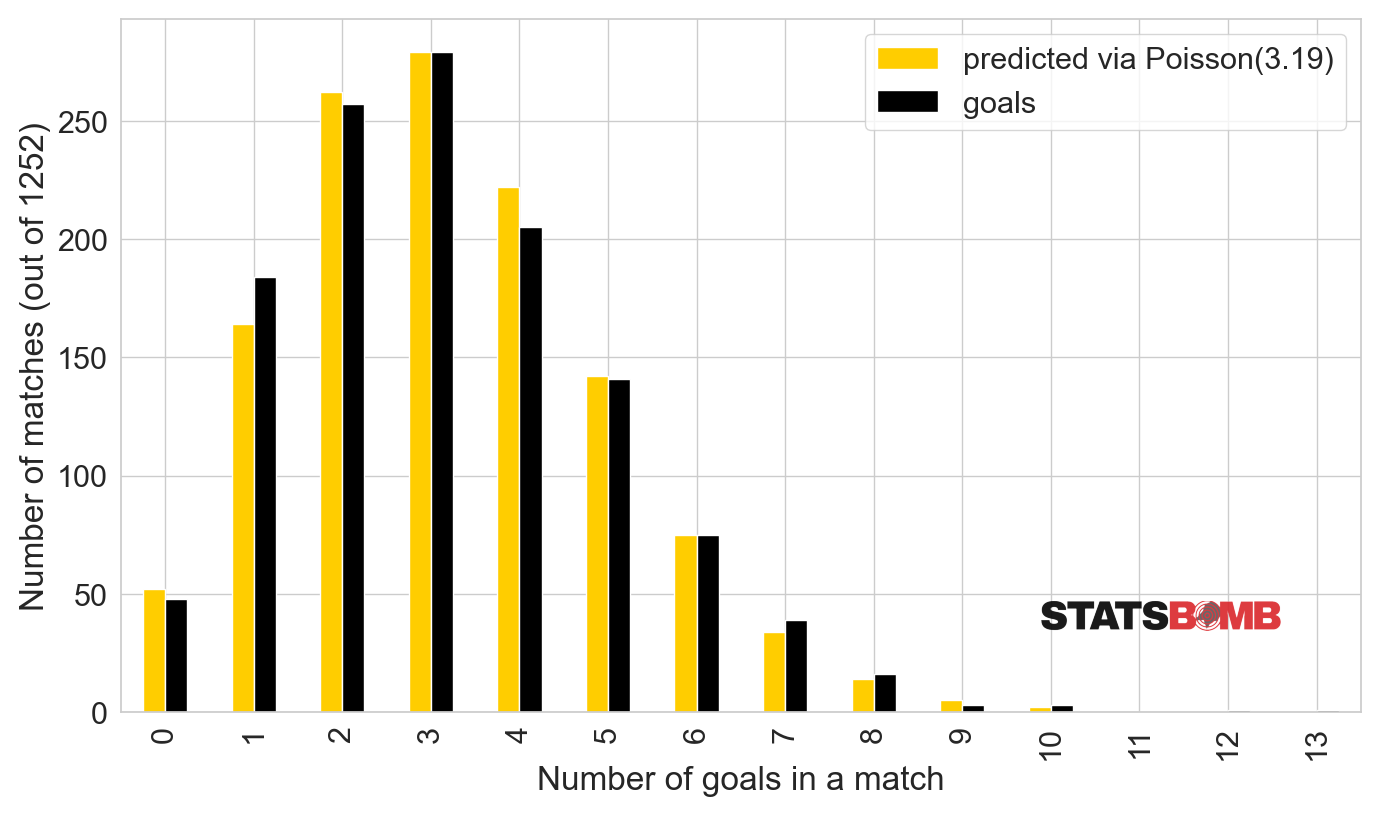 predicted via Poisson(3.19)
goals
Number of matches (out of 1252)
250
200
150
100
50
0
STATSBOMB
0 1 2 3 4 5 6 7 8 9 10 11 12 13
Number of goals in a match